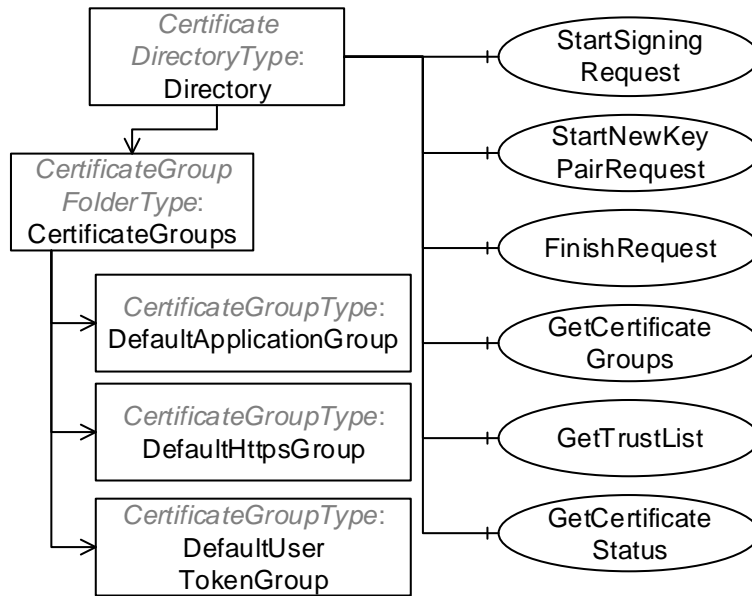 Certificate
DirectoryType:
Directory
CertificateGroup
FolderType:
CertificateGroups
CertificateGroupType:
DefaultApplicationGroup
CertificateGroupType:
DefaultHttpsGroup
CertificateGroupType:
DefaultUser
TokenGroup
StartSigning
Request
StartNewKey
PairRequest
FinishRequest
GetCertificate
Groups
GetTrustList
GetCertificate
Status